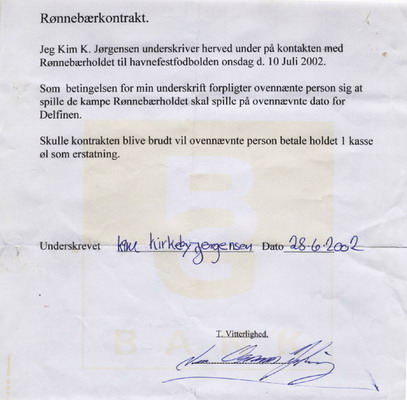 Rønnebærkontrakt.
Jeg Kim K. Jørgensen underskriver herved under på kontakten med
Rønnebærholdet til havnefestfodbolden onsdag d. 10 Juli 2002.
Som betingelsen for min underskrift forpligter ovennænte person sig at
spille de kampe Rønnebærholdet skal spille på ovennævnte dato for
Delfinen.
Skulle kontrakten blive brudt vil ovennævnte person betale holdet 1 kasse
øl som erstatning.
Underskrevet Kim Kirkeby Jørgensen Dato 28-6-2002
T. Vitterlighed.
BANK